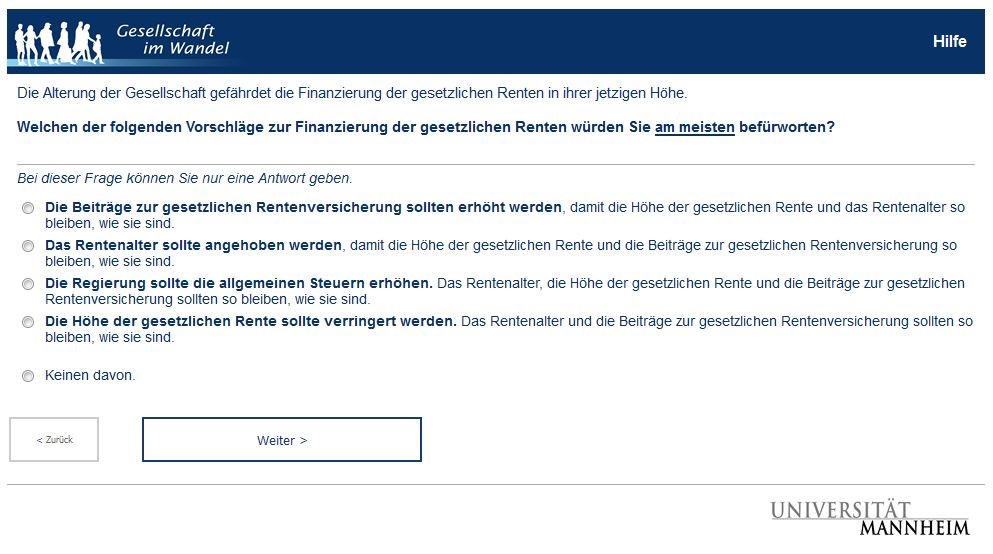 Gesellschaft
im Wandel
Hilfe
Die Alterung der Gesellschaft gefährdet die Finanzierung der gesetzlichen Renten in ihrer jetzigen Höhe.
Welchen der folgenden Vorschläge zur Finanzierung der gesetzlichen Renten würden Sie am meisten befürworten?
Bei dieser Frage können Sie nur eine Antwort geben.
Die Beiträge zur gesetzlichen Rentenversicherung sollten erhöht werden, damit die Höhe der gesetzlichen Rente und das Rentenalter so
bleiben, wie sie sind.
Das Rentenalter sollte angehoben werden, damit die Höhe der gesetzlichen Rente und die Beiträge zur gesetzlichen Rentenversicherung so
bleiben, wie sie sind.
Die Regierung sollte die allgemeinen Steuern erhöhen. Das Rentenalter, die Höhe der gesetzlichen Rente und die Beiträge zur gesetzlichen
Rentenversicherung sollten so bleiben, wie sie sind.
Die Höhe der gesetzlichen Rente sollte verringert werden. Das Rentenalter und die Beiträge zur gesetzlichen Rentenversicherung sollten so
bleiben, wie sie sind.
Keinen davon.
< Zurück
Weiter >
UNIVERSITÄT
MANNHEIM